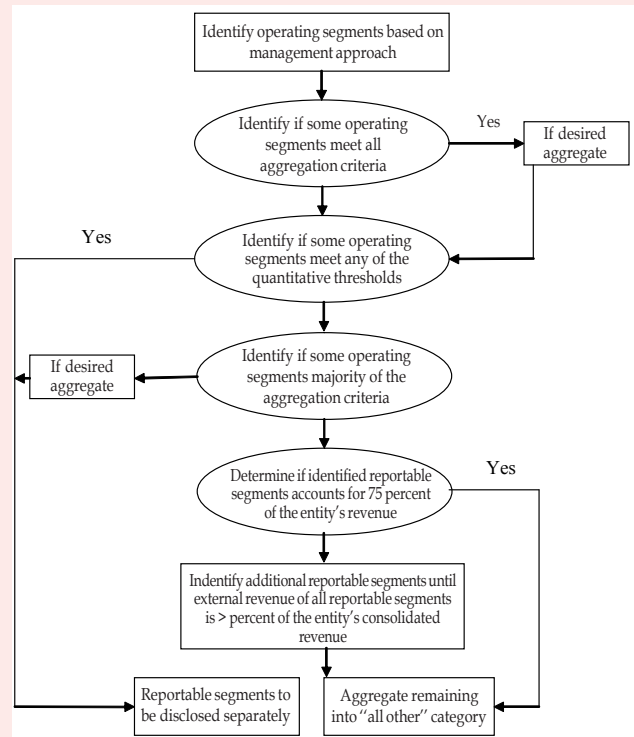 Identify operating segments based on
management approach
Identify if some operating
segments meet all
aggregation criteria
Yes
If desired
aggregate
Yes
Identify if some operating
segments meet any of the
quantitative thresholds
If desired
aggregate
Identify if some operating
segments majority of the
aggregation criteria
Determine if identified reportable
segments accounts for 75 percent
of the entity's revenue
Yes
Indentify additional reportable segments until
external revenue of all reportable segments
is > percent of the entity's consolidated
revenue
Reportable segments to
be disclosed separately
Aggregate remaining
into "all other" category